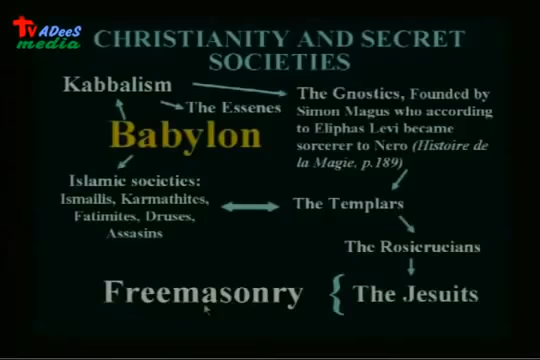 TV ADeeS
media
CHRISTIANITY AND SECRET
SOCIETIES
Kabbalism
The Essenes
The Gnostics, Founded by
Simon Magus who according
to Eliphas Levi became
sorcerer to Nero (Histoire de
la Magie, p.189)
Babylon
Islamic societies:
Ismailis, Karmathites,
Fatimites, Druses,
Assasins
The Templars
The Rosicrucians
Freemasonry { The Jesuits